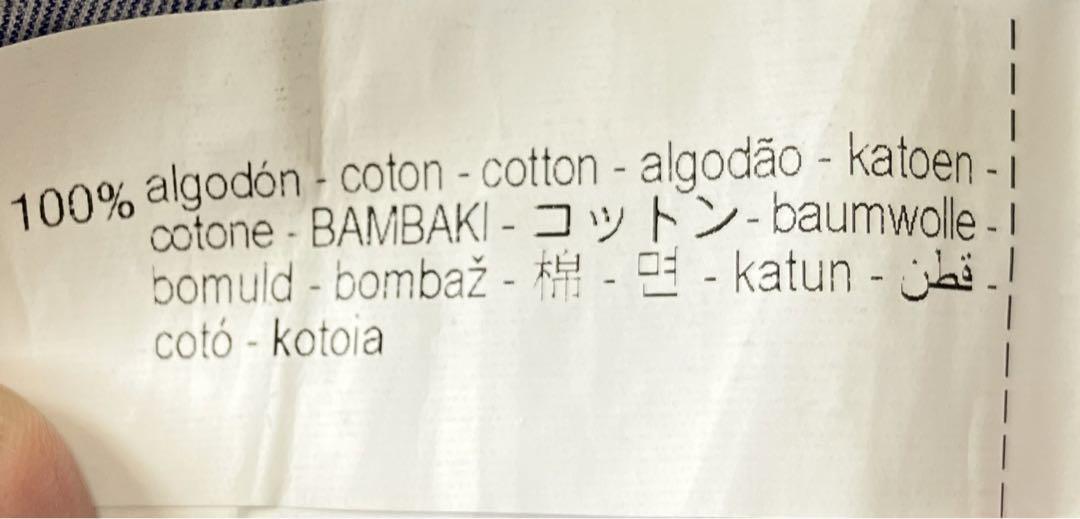 100% algodón - coton - cotton - algodão - katoen -
cotone - BAMBAKI - コットン - baumwolle -
bomuld - bombaž - 棉 - 면 - katun - قطن -
cotó - kotoia